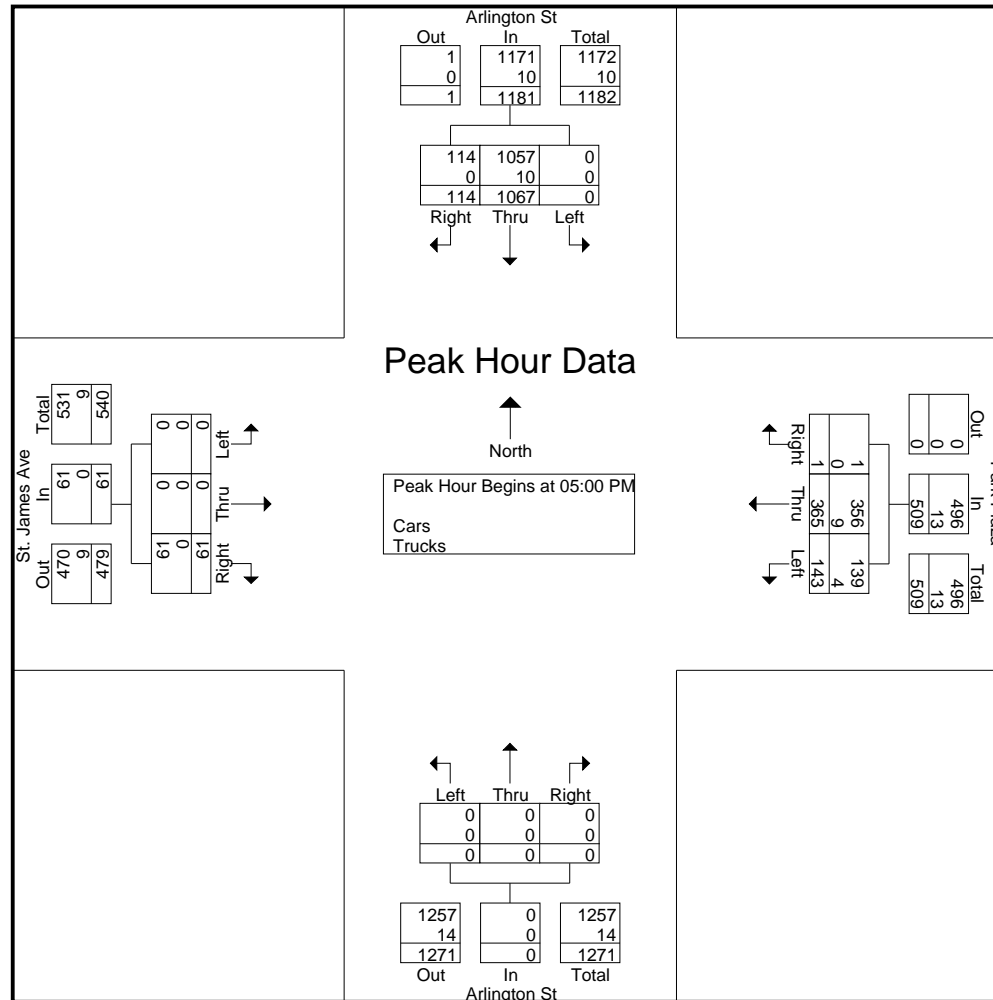 Arlington St
Out In Total
1 1171 1172
0 10 10
1 1181 1182
114 1057 0
0 10 0
114 1067 0
Right Thru Left
Peak Hour Data
North
Peak Hour Begins at 05:00 PM
Cars
Trucks
St. James Ave
Total In Out
531 61 470
9 0 9
540 61 479
0 0 61
0 0 0
0 0 61
Left Thru Right
Right Thru Left
1 356 139
0 9 4
1 365 143
Out In Total
0 496 496
0 13 13
0 509 509
Left Thru Right
0 0 0
0 0 0
0 0 0
1257 0 1257
14 0 14
1271 0 1271
Out In Total
Arlington St